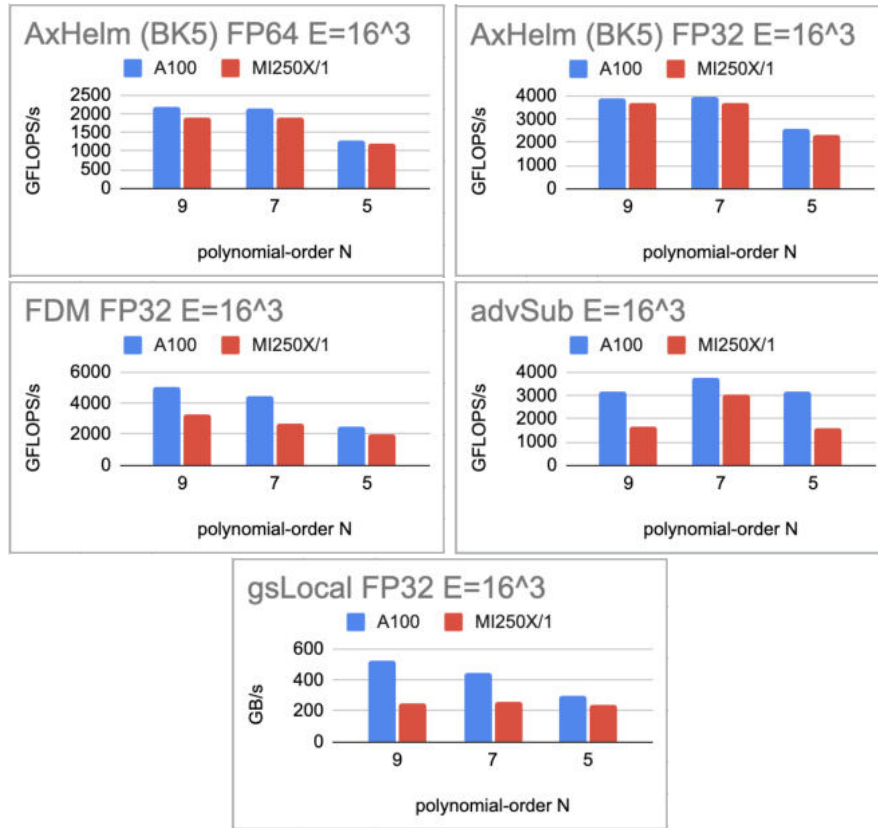 AxHelm (BK5) FP64 E=16^3
A100 MI250X/1
GFLOPS/s
2500
2000
1500
1000
500
0
9 7 5
polynomial-order N
AxHelm (BK5) FP32 E=16^3
A100 MI250X/1
GFLOPS/s
4000
3000
2000
1000
0
9 7 5
polynomial-order N
FDM FP32 E=16^3
A100 MI250X/1
GFLOPS/s
6000
4000
2000
0
9 7 5
polynomial-order N
advSub E=16^3
A100 MI250X/1
GFLOPS/s
4000
3000
2000
1000
0
9 7 5
polynomial-order N
gsLocal FP32 E=16^3
A100 MI250X/1
GB/s
600
400
200
0
9 7 5
polynomial-order N